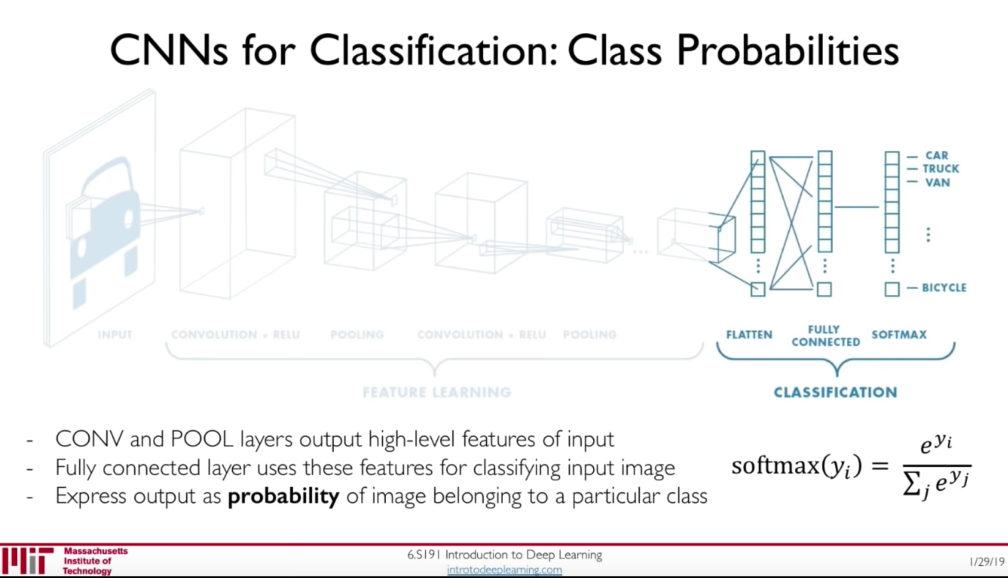 CNNs for Classification: Class Probabilities
CAR
TRUCK
VAN
⋮
BICYCLE
INPUT
CONVOLUTION + RELU
POOLING
CONVOLUTION + RELU
POOLING
...
FLATTEN
FULLY
CONNECTED
SOFTMAX
FEATURE LEARNING
CLASSIFICATION
- CONV and POOL layers output high-level features of input
- Fully connected layer uses these features for classifying input image
- Express output as probability of image belonging to a particular class
softmax(yᵢ) = e^{yᵢ} / Σⱼ e^{yⱼ}
Massachusetts
Institute of
Technology
6.S191 Introduction to Deep Learning
introtodeeplearning.com
1/29/19